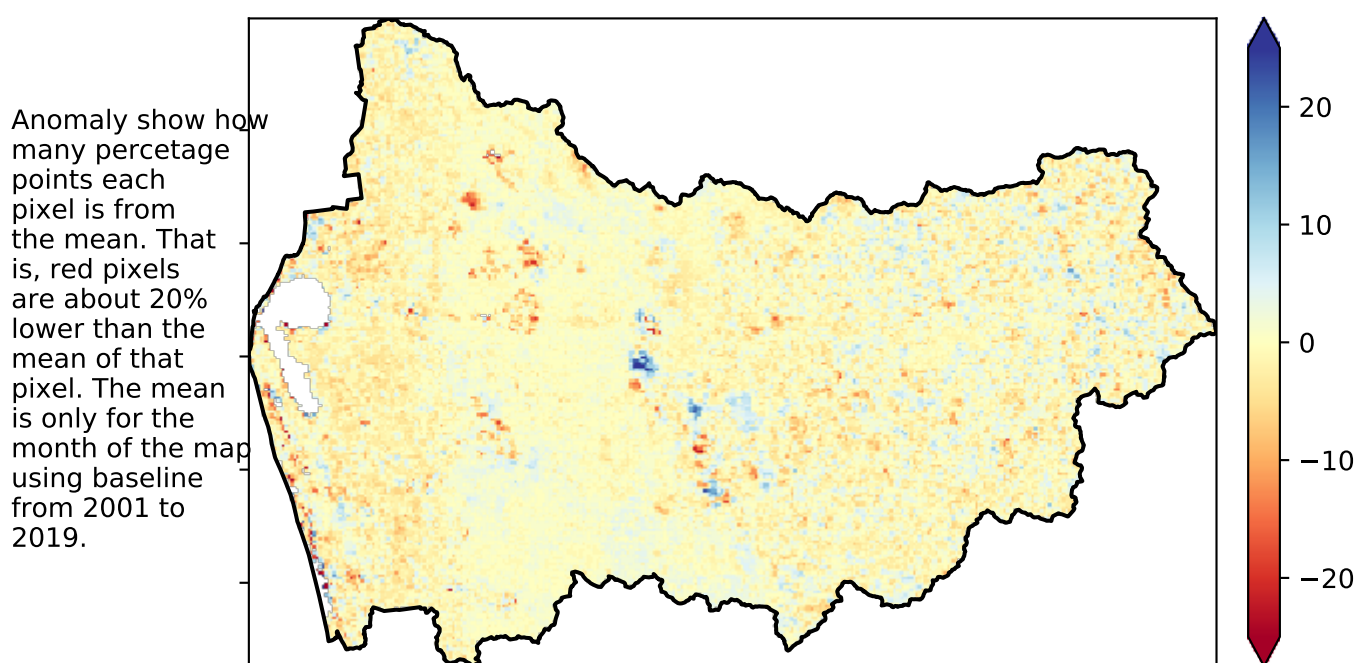 Anomaly show how
many percetage
points each
pixel is from
the mean. That
is, red pixels
are about 20%
lower than the
mean of that
pixel. The mean
is only for the
month of the map
using baseline
from 2001 to
2019.
20
10
0
−10
−20